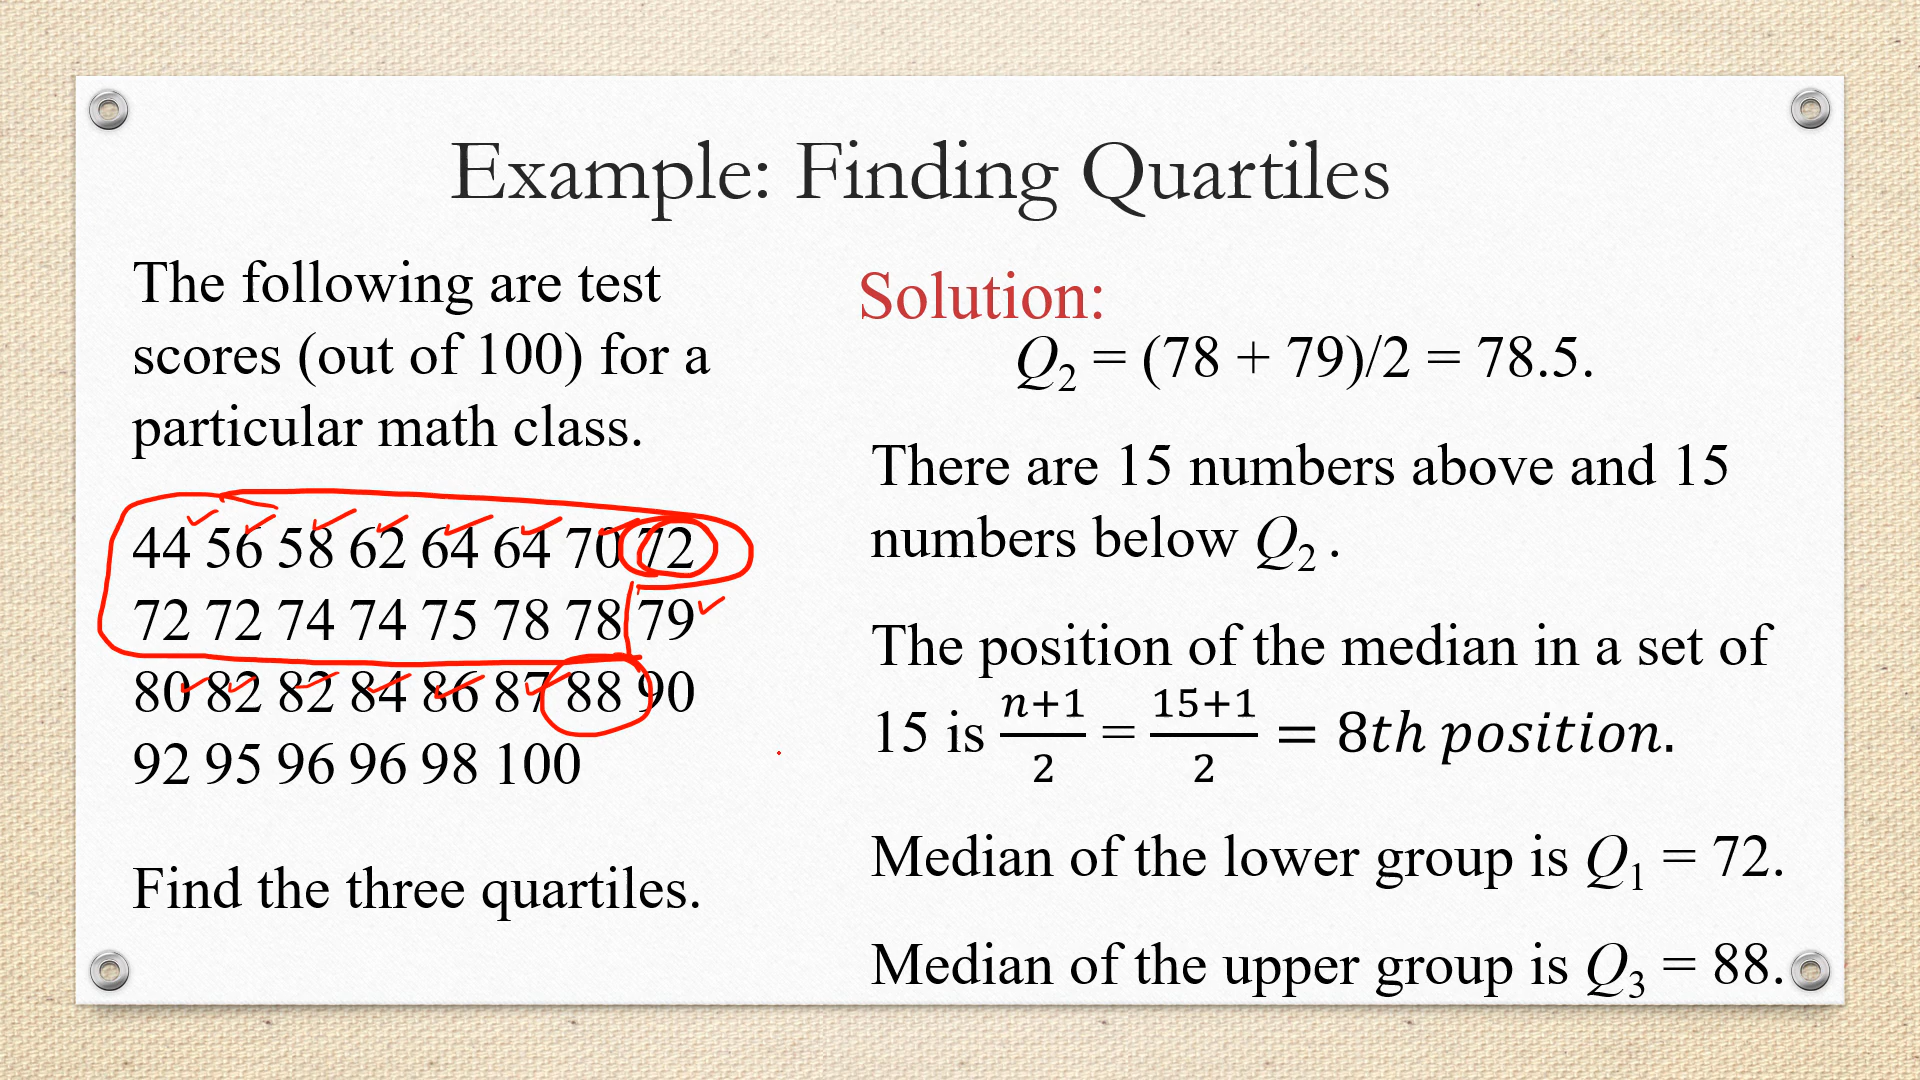 Example: Finding Quartiles
The following are test
scores (out of 100) for a
particular math class.
44 56 58 62 64 64 70 72
72 72 74 74 75 78 78 79
80 82 82 84 86 87 88 90
92 95 96 96 98 100
Find the three quartiles.
Solution:
Q₂ = (78 + 79)/2 = 78.5.
There are 15 numbers above and 15
numbers below Q₂ .
The position of the median in a set of
15 is (n+1)/2 = (15+1)/2 = 8th position.
Median of the lower group is Q₁ = 72.
Median of the upper group is Q₃ = 88.